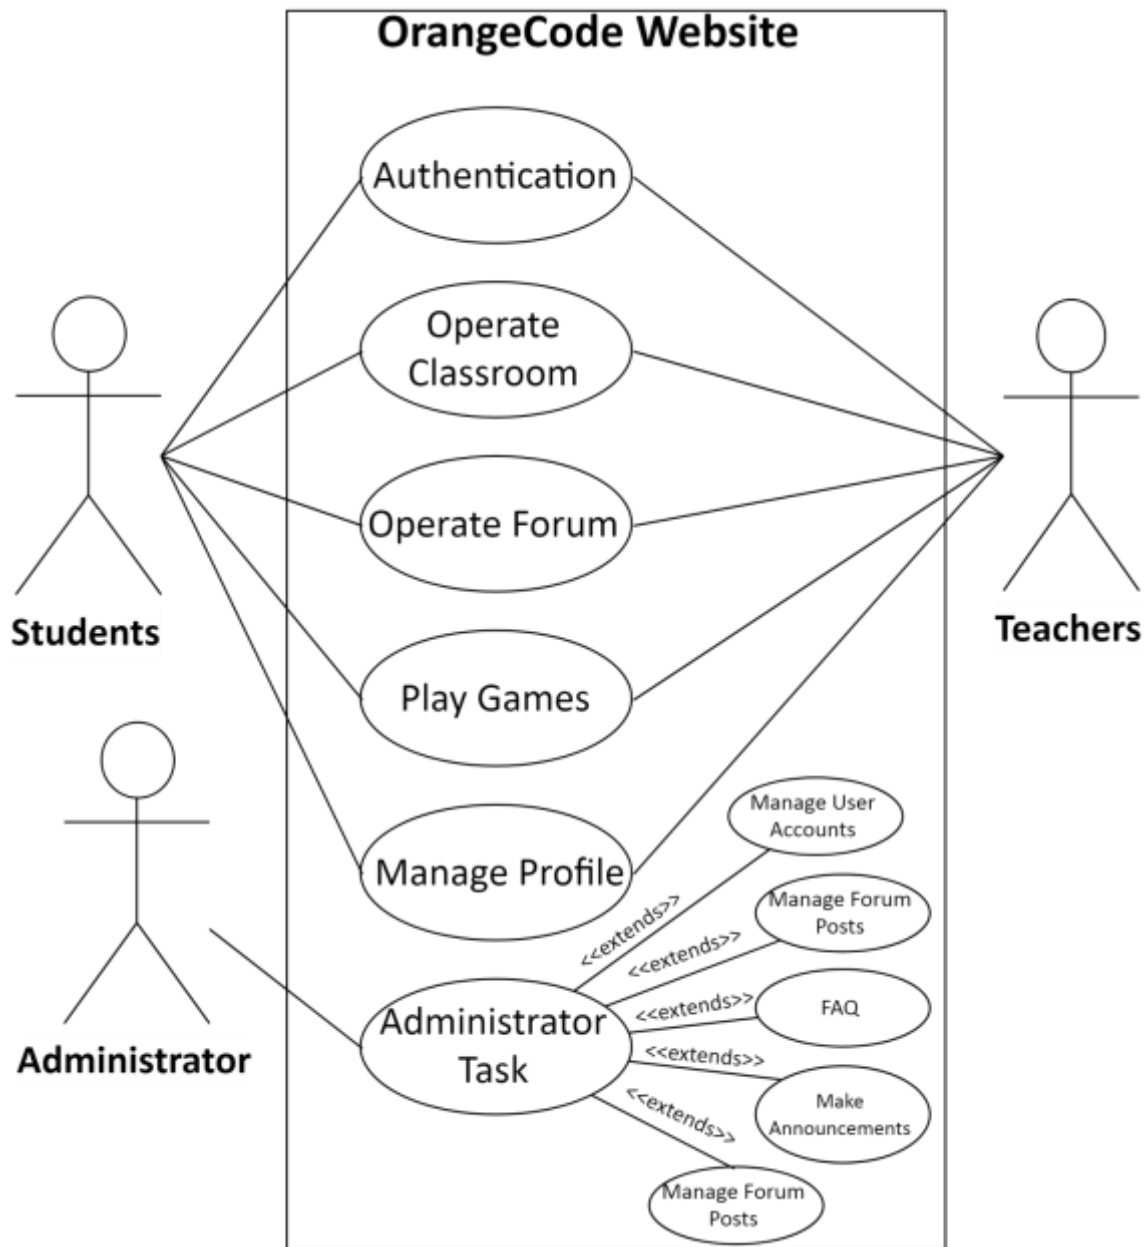 OrangeCode Website
Authentication
Operate
Classroom
Operate Forum
Play Games
Manage Profile
Students
Teachers
Administrator
Administrator
Task
<<extends>>
Manage User
Accounts
<<extends>>
Manage Forum
Posts
<<extends>>
FAQ
<<extends>>
Make
Announcements
<<extends>>
Manage Forum
Posts